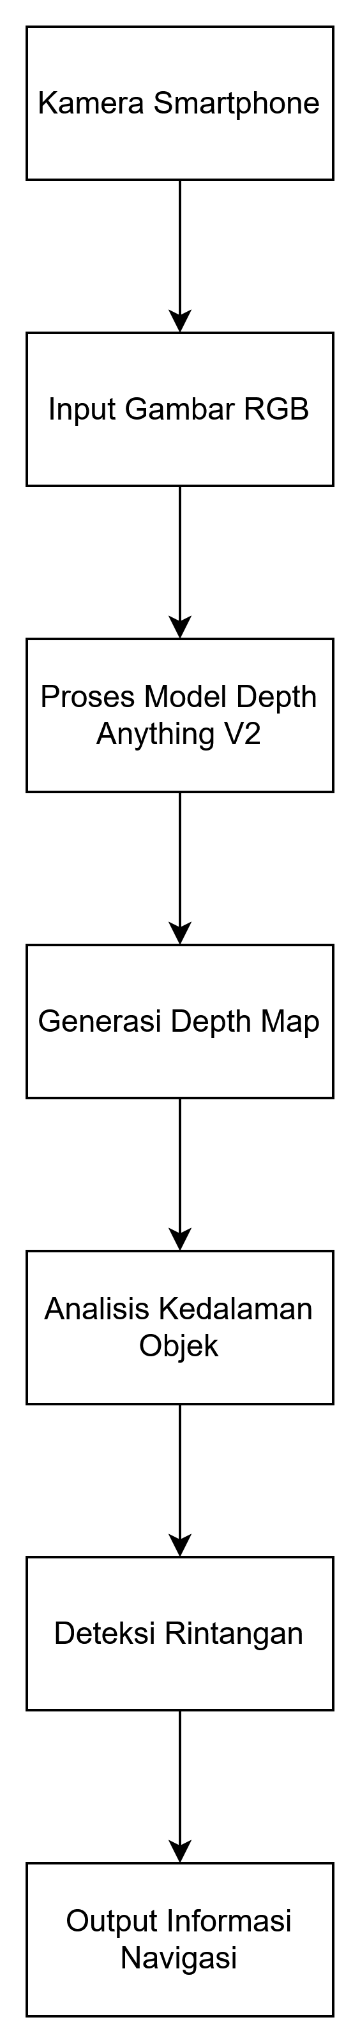 Kamera Smartphone
Input Gambar RGB
Proses Model Depth
Anything V2
Generasi Depth Map
Analisis Kedalaman
Objek
Deteksi Rintangan
Output Informasi
Navigasi